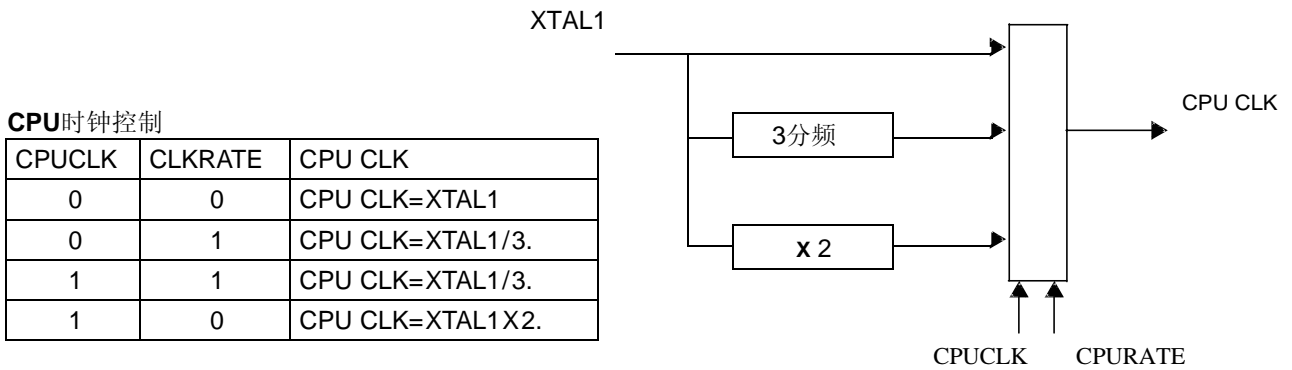 XTAL1
CPU CLK
CPU时钟控制
CPUCLK CLKRATE CPU CLK
0 0 CPU CLK=XTAL1
0 1 CPU CLK=XTAL1/3.
1 1 CPU CLK=XTAL1/3.
1 0 CPU CLK=XTAL1X2.
3分频
X 2
CPUCLK CPURATE